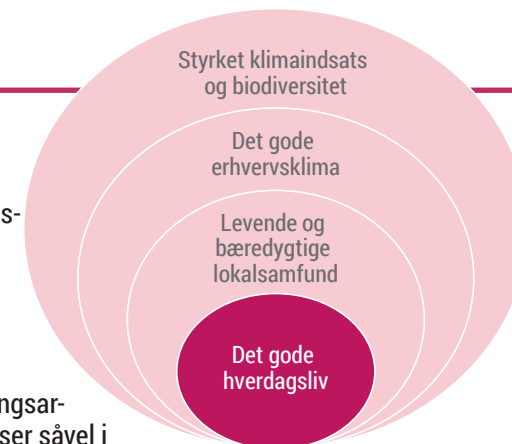 Styrket klimaindsats
og biodiversitet
Det gode
erhvervsklima
s-
Levende og
bæredygtige
lokalsamfund
Det gode
hverdagsliv
ngsar-
ser såvel i